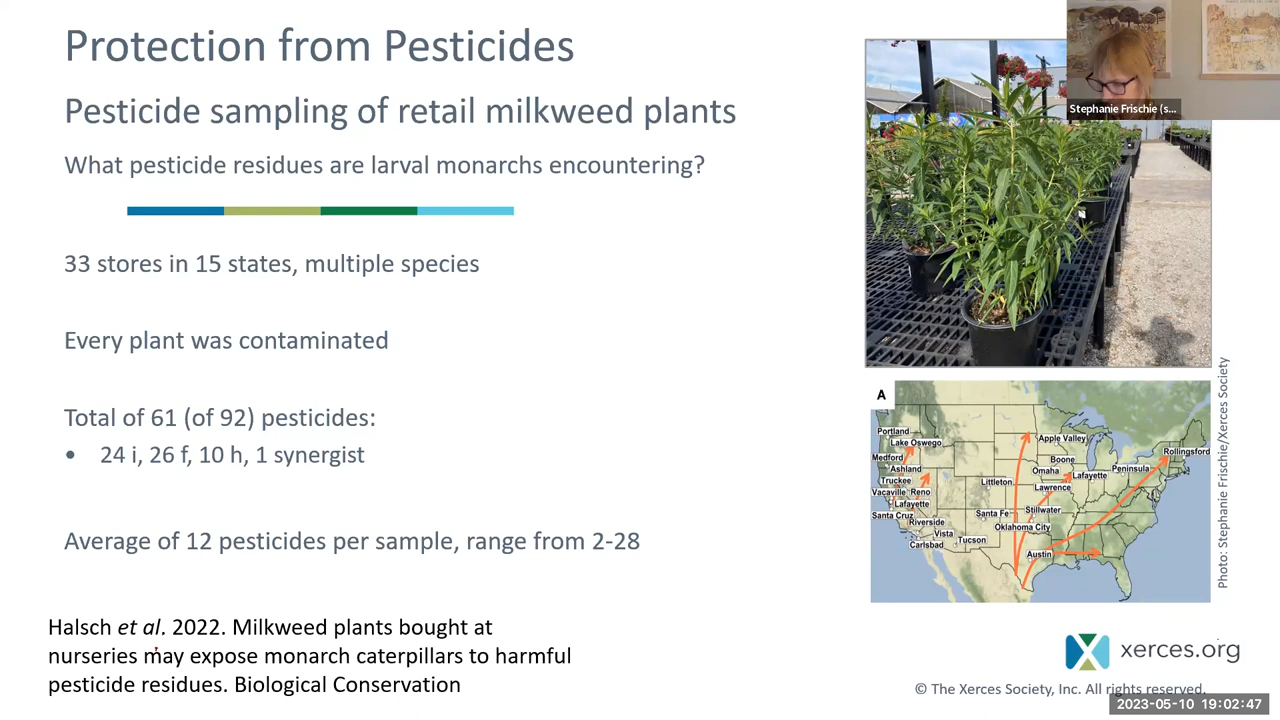 Protection from Pesticides
Pesticide sampling of retail milkweed plants
What pesticide residues are larval monarchs encountering?
33 stores in 15 states, multiple species
Every plant was contaminated
Total of 61 (of 92) pesticides:
• 24 i, 26 f, 10 h, 1 synergist
Average of 12 pesticides per sample, range from 2-28
Halsch et al. 2022. Milkweed plants bought at
nurseries may expose monarch caterpillars to harmful
pesticide residues. Biological Conservation
Stephanie Frischie (s...
Photo: Stephanie Frischie/Xerces Society
A
Portland
Lake Oswego
Medford
Ashland
Truckee
Vacaville
Reno
Lafayette
Santa Cruz
Riverside
Vista
Carlsbad
Tucson
Littleton
Santa Fe
Apple Valley
Boone
Omaha
Lafayette
Peninsula
Rollingsford
Lawrence
Stillwater
Oklahoma City
Austin
xerces.org
© The Xerces Society, Inc. All rights reserved.
2023-05-10 19:02:47